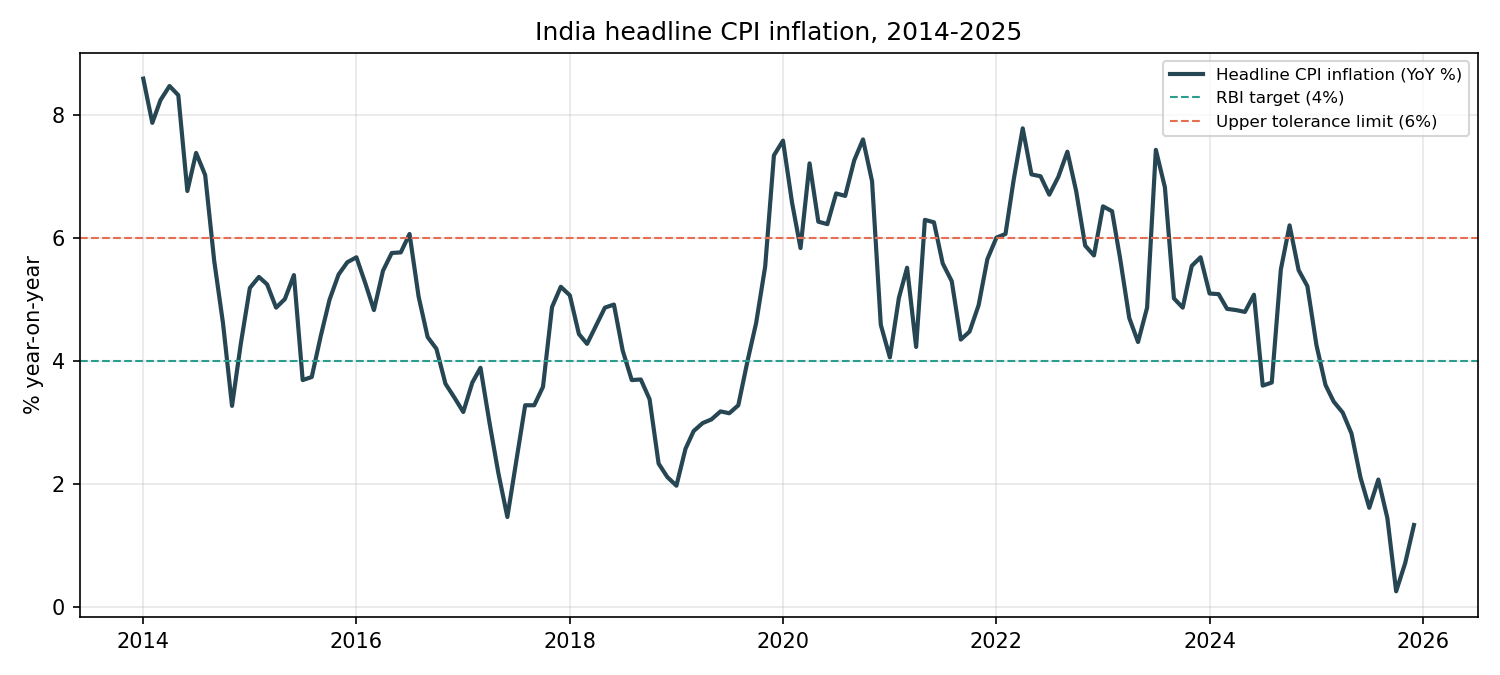 India headline CPI inflation, 2014-2025
Headline CPI inflation (YoY %)
RBI target (4%)
Upper tolerance limit (6%)
% year-on-year
8
6
4
2
0
2014
2016
2018
2020
2022
2024
2026